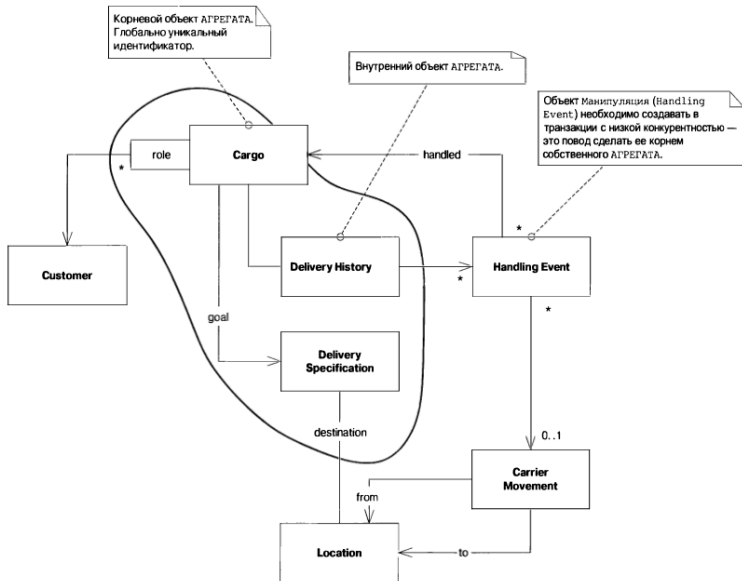 Корневой объект АГРЕГАТА.
Глобально уникальный
идентификатор.
Внутренний объект АГРЕГАТА.
Объект Манипуляция (Handling
Event) необходимо создавать в
транзакции с низкой конкурентностью —
это повод сделать ее корнем
собственного АГРЕГАТА.
role
*
Cargo
handled
Customer
Delivery History
*
*
Handling Event
*
goal
Delivery
Specification
destination
0..1
Carrier
Movement
from
Location
to